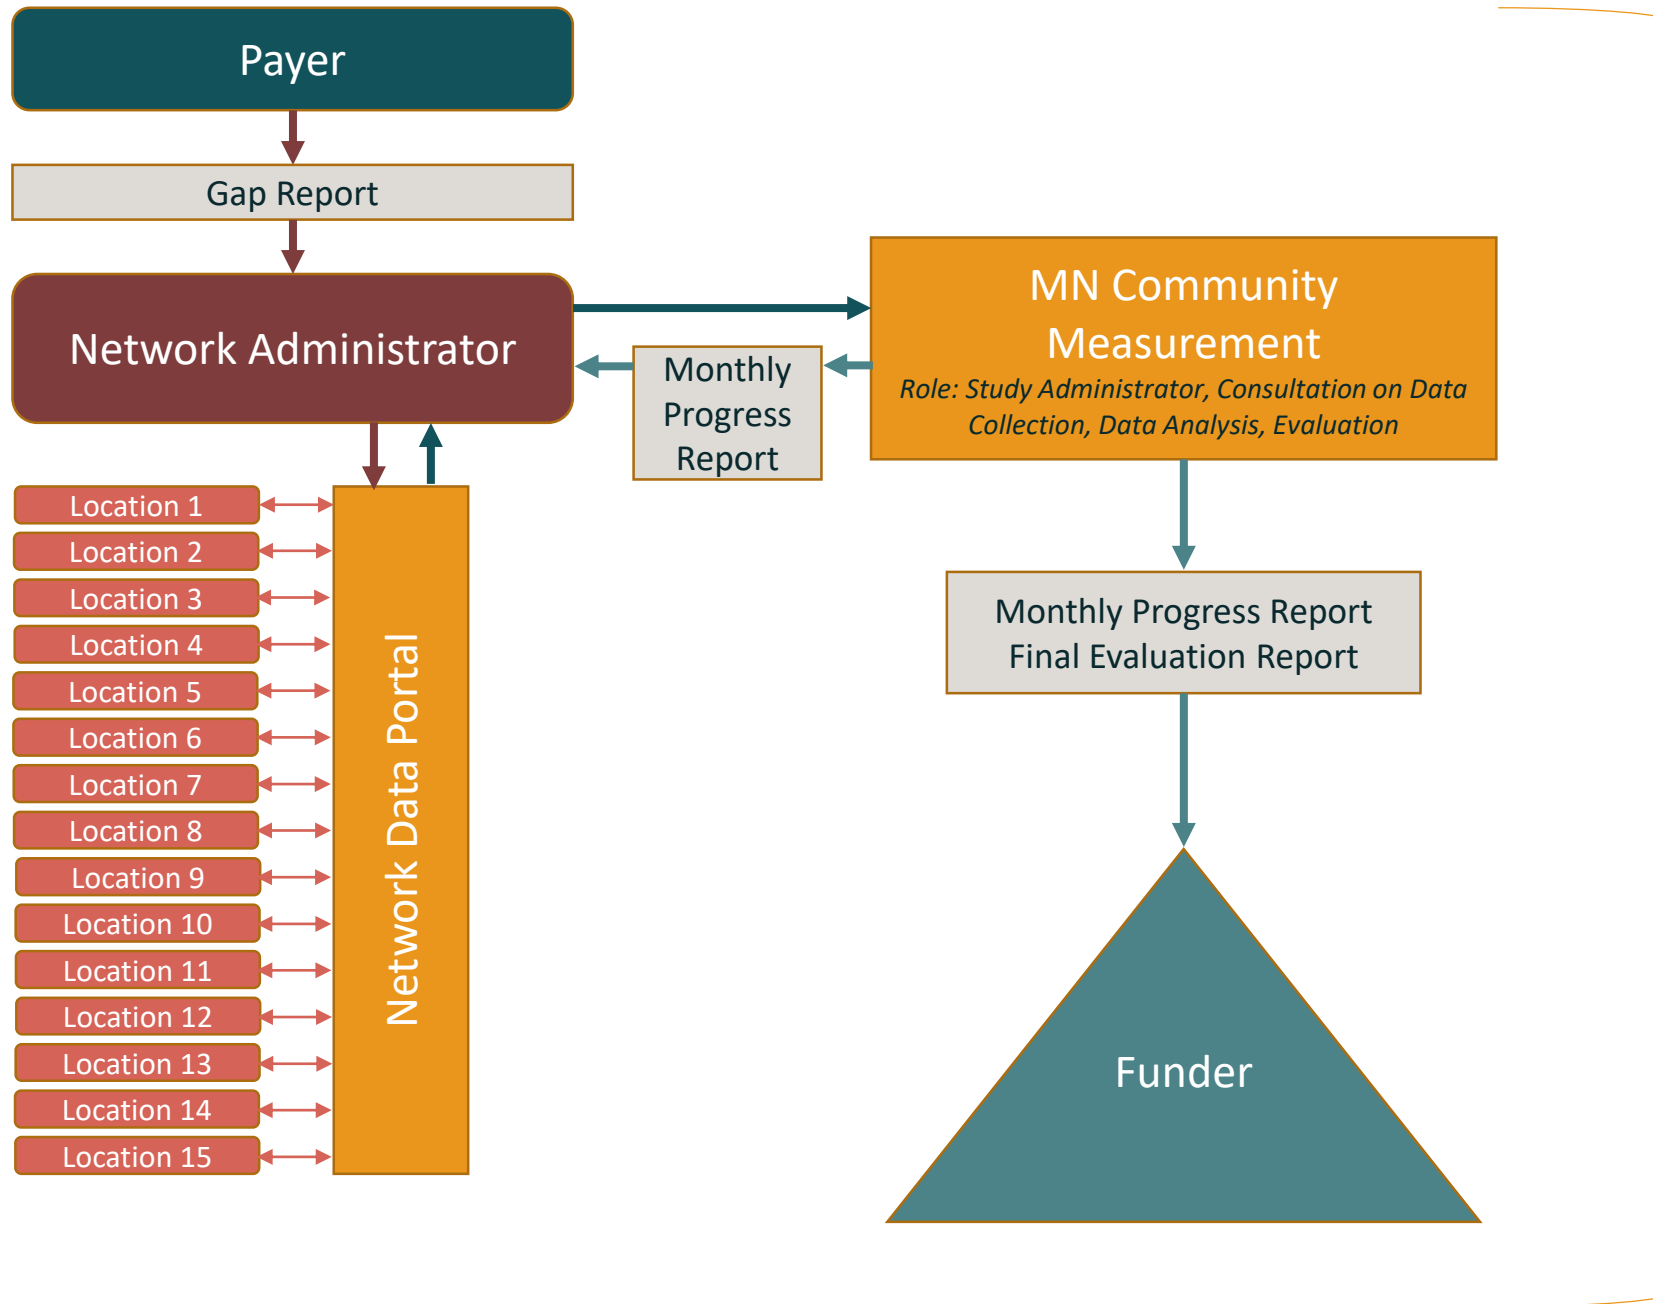 Payer
Gap Report
Network Administrator
MN Community
Measurement
Role: Study Administrator, Consultation on Data
Collection, Data Analysis, Evaluation
Monthly
Progress
Report
Location 1
Location 2
Location 3
Location 4
Location 5
Location 6
Location 7
Location 8
Location 9
Location 10
Location 11
Location 12
Location 13
Location 14
Location 15
Network Data Portal
Monthly Progress Report
Final Evaluation Report
Funder